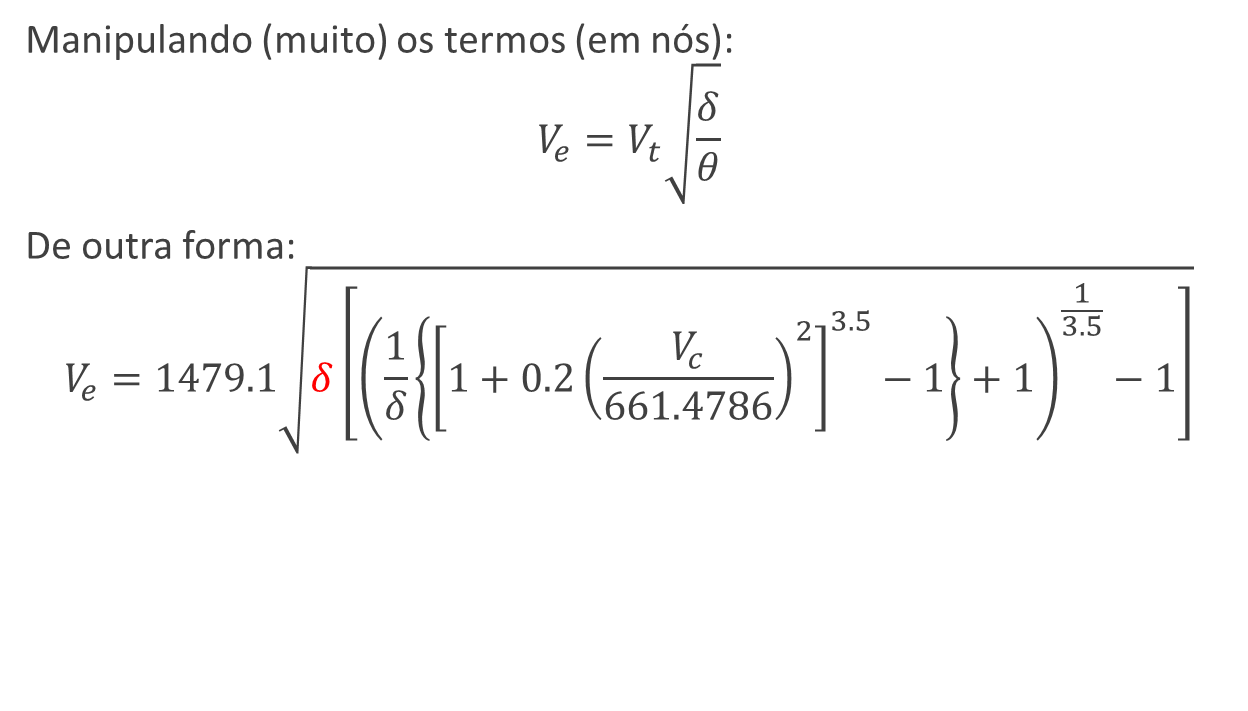 Manipulando (muito) os termos (em nós):
V_e = V_t √(δ/θ)
De outra forma:
V_e = 1479.1 √(δ[(1/δ{[1 + 0.2(V_c/661.4786)^2]^3.5 − 1} + 1)^(1/3.5) − 1])